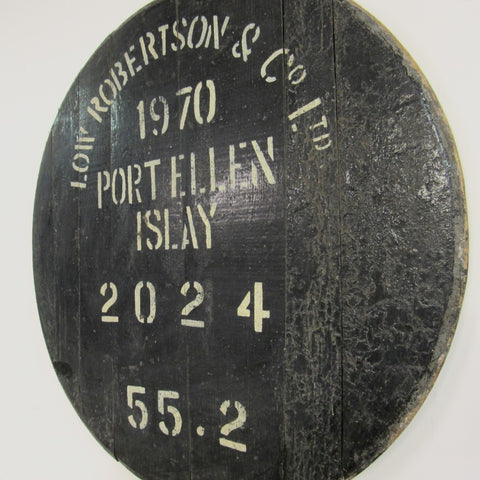 LOW ROBERTSON & Co. LTD
1970
PORT ELLEN
ISLAY
2024
55.2